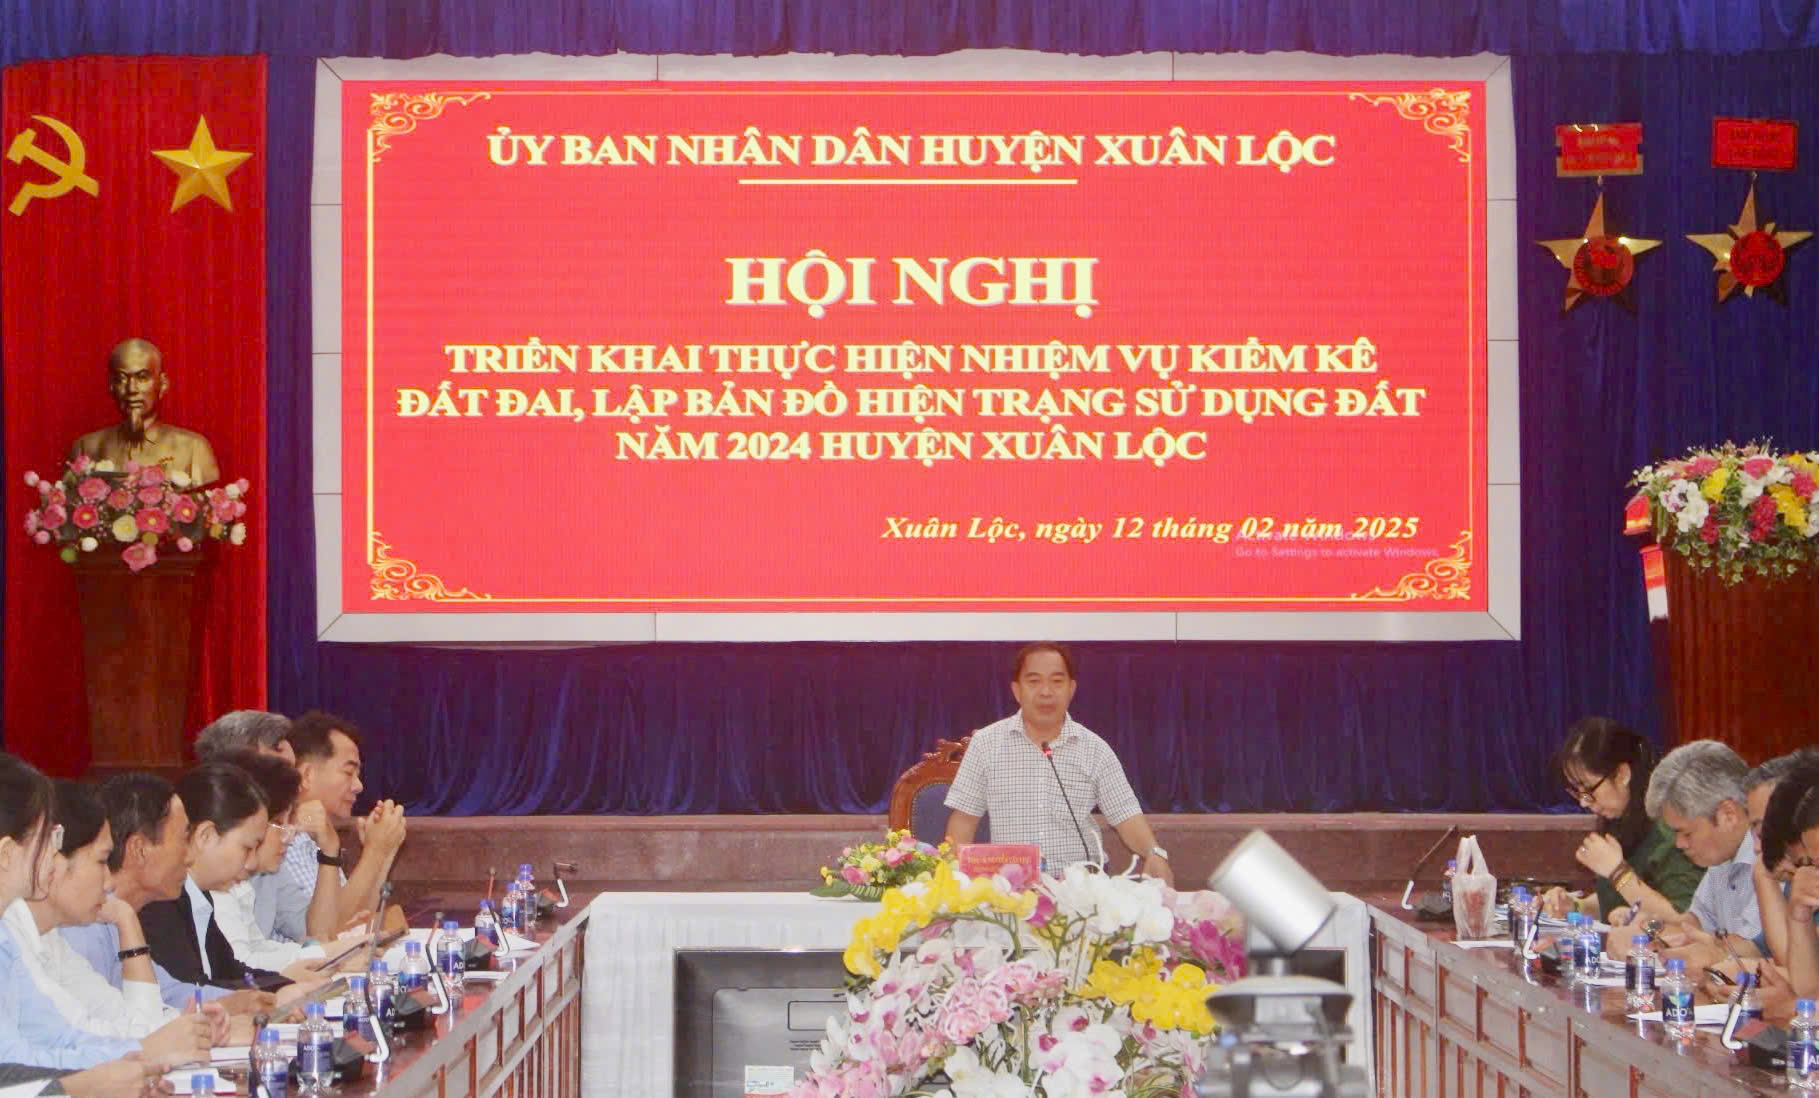 ỦY BAN NHÂN DÂN HUYỆN XUÂN LỘC
HỘI NGHỊ
TRIỂN KHAI THỰC HIỆN NHIỆM VỤ KIỂM KÊ
ĐẤT ĐAI, LẬP BẢN ĐỒ HIỆN TRẠNG SỬ DỤNG ĐẤT
NĂM 2024 HUYỆN XUÂN LỘC
Xuân Lộc, ngày 12 tháng 02 năm 2025
Activate Windows
Go to Settings to activate Windows.